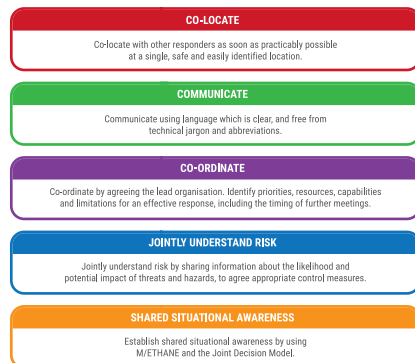 CO-LOCATE
Co-locate with other responders as soon as practicably possible
at a single, safe and easily identified location.
COMMUNICATE
Communicate using language which is clear, and free from
technical jargon and abbreviations.
CO-ORDINATE
Co-ordinate by agreeing the lead organisation. Identify priorities, resources, capabilities
and limitations for an effective response, including the timing of further meetings.
JOINTLY UNDERSTAND RISK
Jointly understand risk by sharing information about the likelihood and
potential impact of threats and hazards, to agree appropriate control measures.
SHARED SITUATIONAL AWARENESS
Establish shared situational awareness by using
M/ETHANE and the Joint Decision Model.